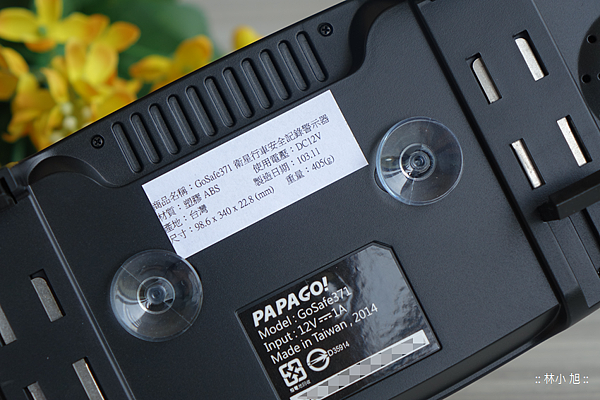 商品名稱：GoSafe371 衛星行車安全記錄警示器
材質：塑膠 ABS 使用電壓：DC12V
產地：台灣 製造日期：103.11
尺寸：98.6 x 340 x 22.8 (mm) 重量：405(g)
PAPAGO!
Model : GoSafe371
Input : 12V⎓1A
Made in Taiwan , 2014
D35914
:: 林小旭 ::